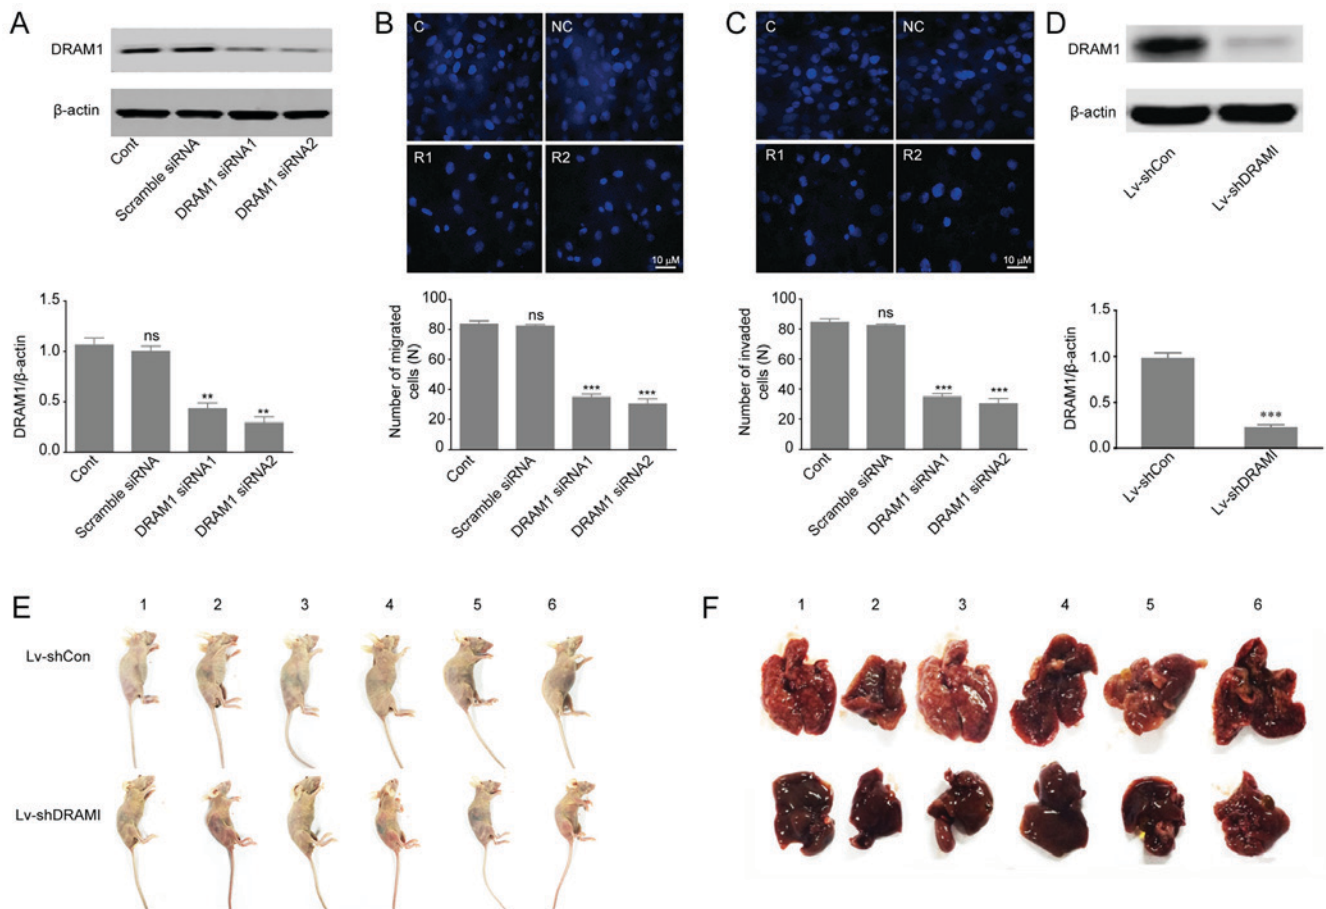 A
DRAM1
β-actin
Cont
Scramble siRNA
DRAM1 siRNA1
DRAM1 siRNA2
DRAM1/β-actin
1.5
1.0
0.5
0.0
ns
**
**
Cont
Scramble siRNA
DRAM1 siRNA1
DRAM1 siRNA2
B
C
NC
R1
R2
10 μM
Number of migrated
cells (N)
100
80
60
40
20
0
ns
***
***
Cont
Scramble siRNA
DRAM1 siRNA1
DRAM1 siRNA2
C
C
NC
R1
R2
10 μM
Number of invaded
cells (N)
100
80
60
40
20
0
ns
***
***
Cont
Scramble siRNA
DRAM1 siRNA1
DRAM1 siRNA2
D
DRAM1
β-actin
Lv-shCon
Lv-shDRAMI
DRAM1/β-actin
1.5
1.0
0.5
0.0
***
Lv-shCon
Lv-shDRAMI
E
1 2 3 4 5 6
Lv-shCon
Lv-shDRAMI
F
1 2 3 4 5 6